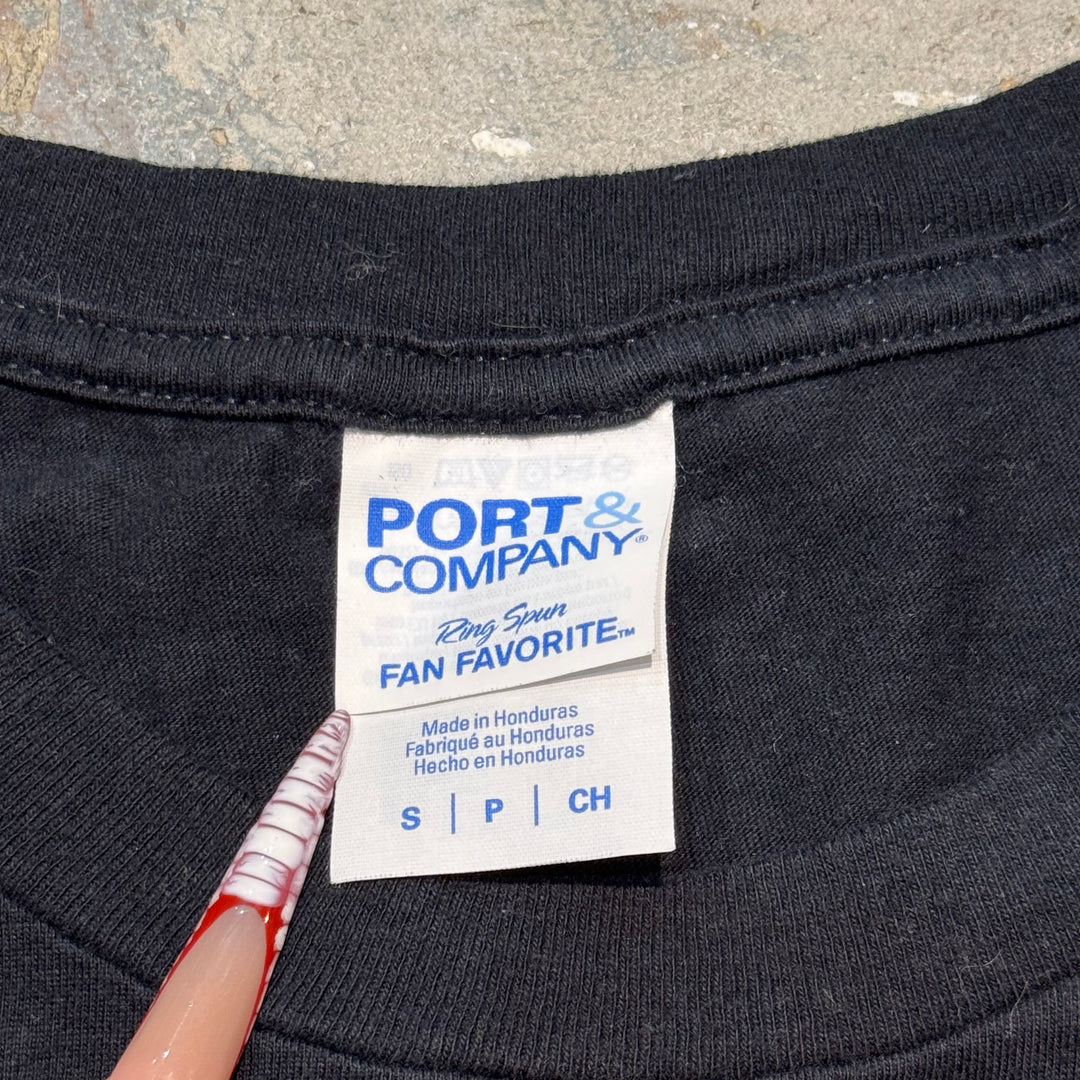 PORT &
COMPANY®
Ring Spun
FAN FAVORITE™
Made in Honduras
Fabriqué au Honduras
Hecho en Honduras
S | P | CH